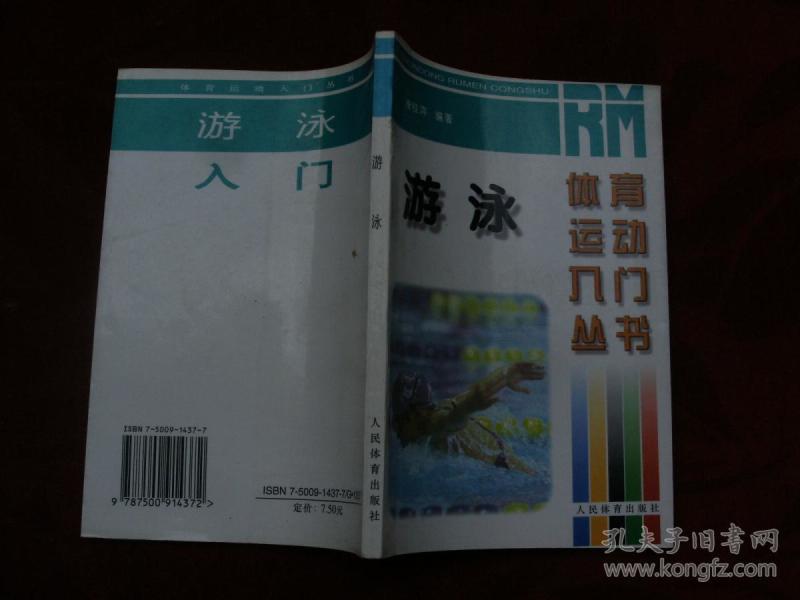 体育运动入门丛书
游泳
入门
ISBN 7-5009-1437-7
9 787500 914372 >
ISBN 7-5009-1437-7/G·
定价：7.50元
游泳
人民体育出版社
RUMEN CONGSHU
编著
RM
游泳
体育
运动
入门
丛书
人民体育出版社
孔夫子旧书网
www.kongfz.com